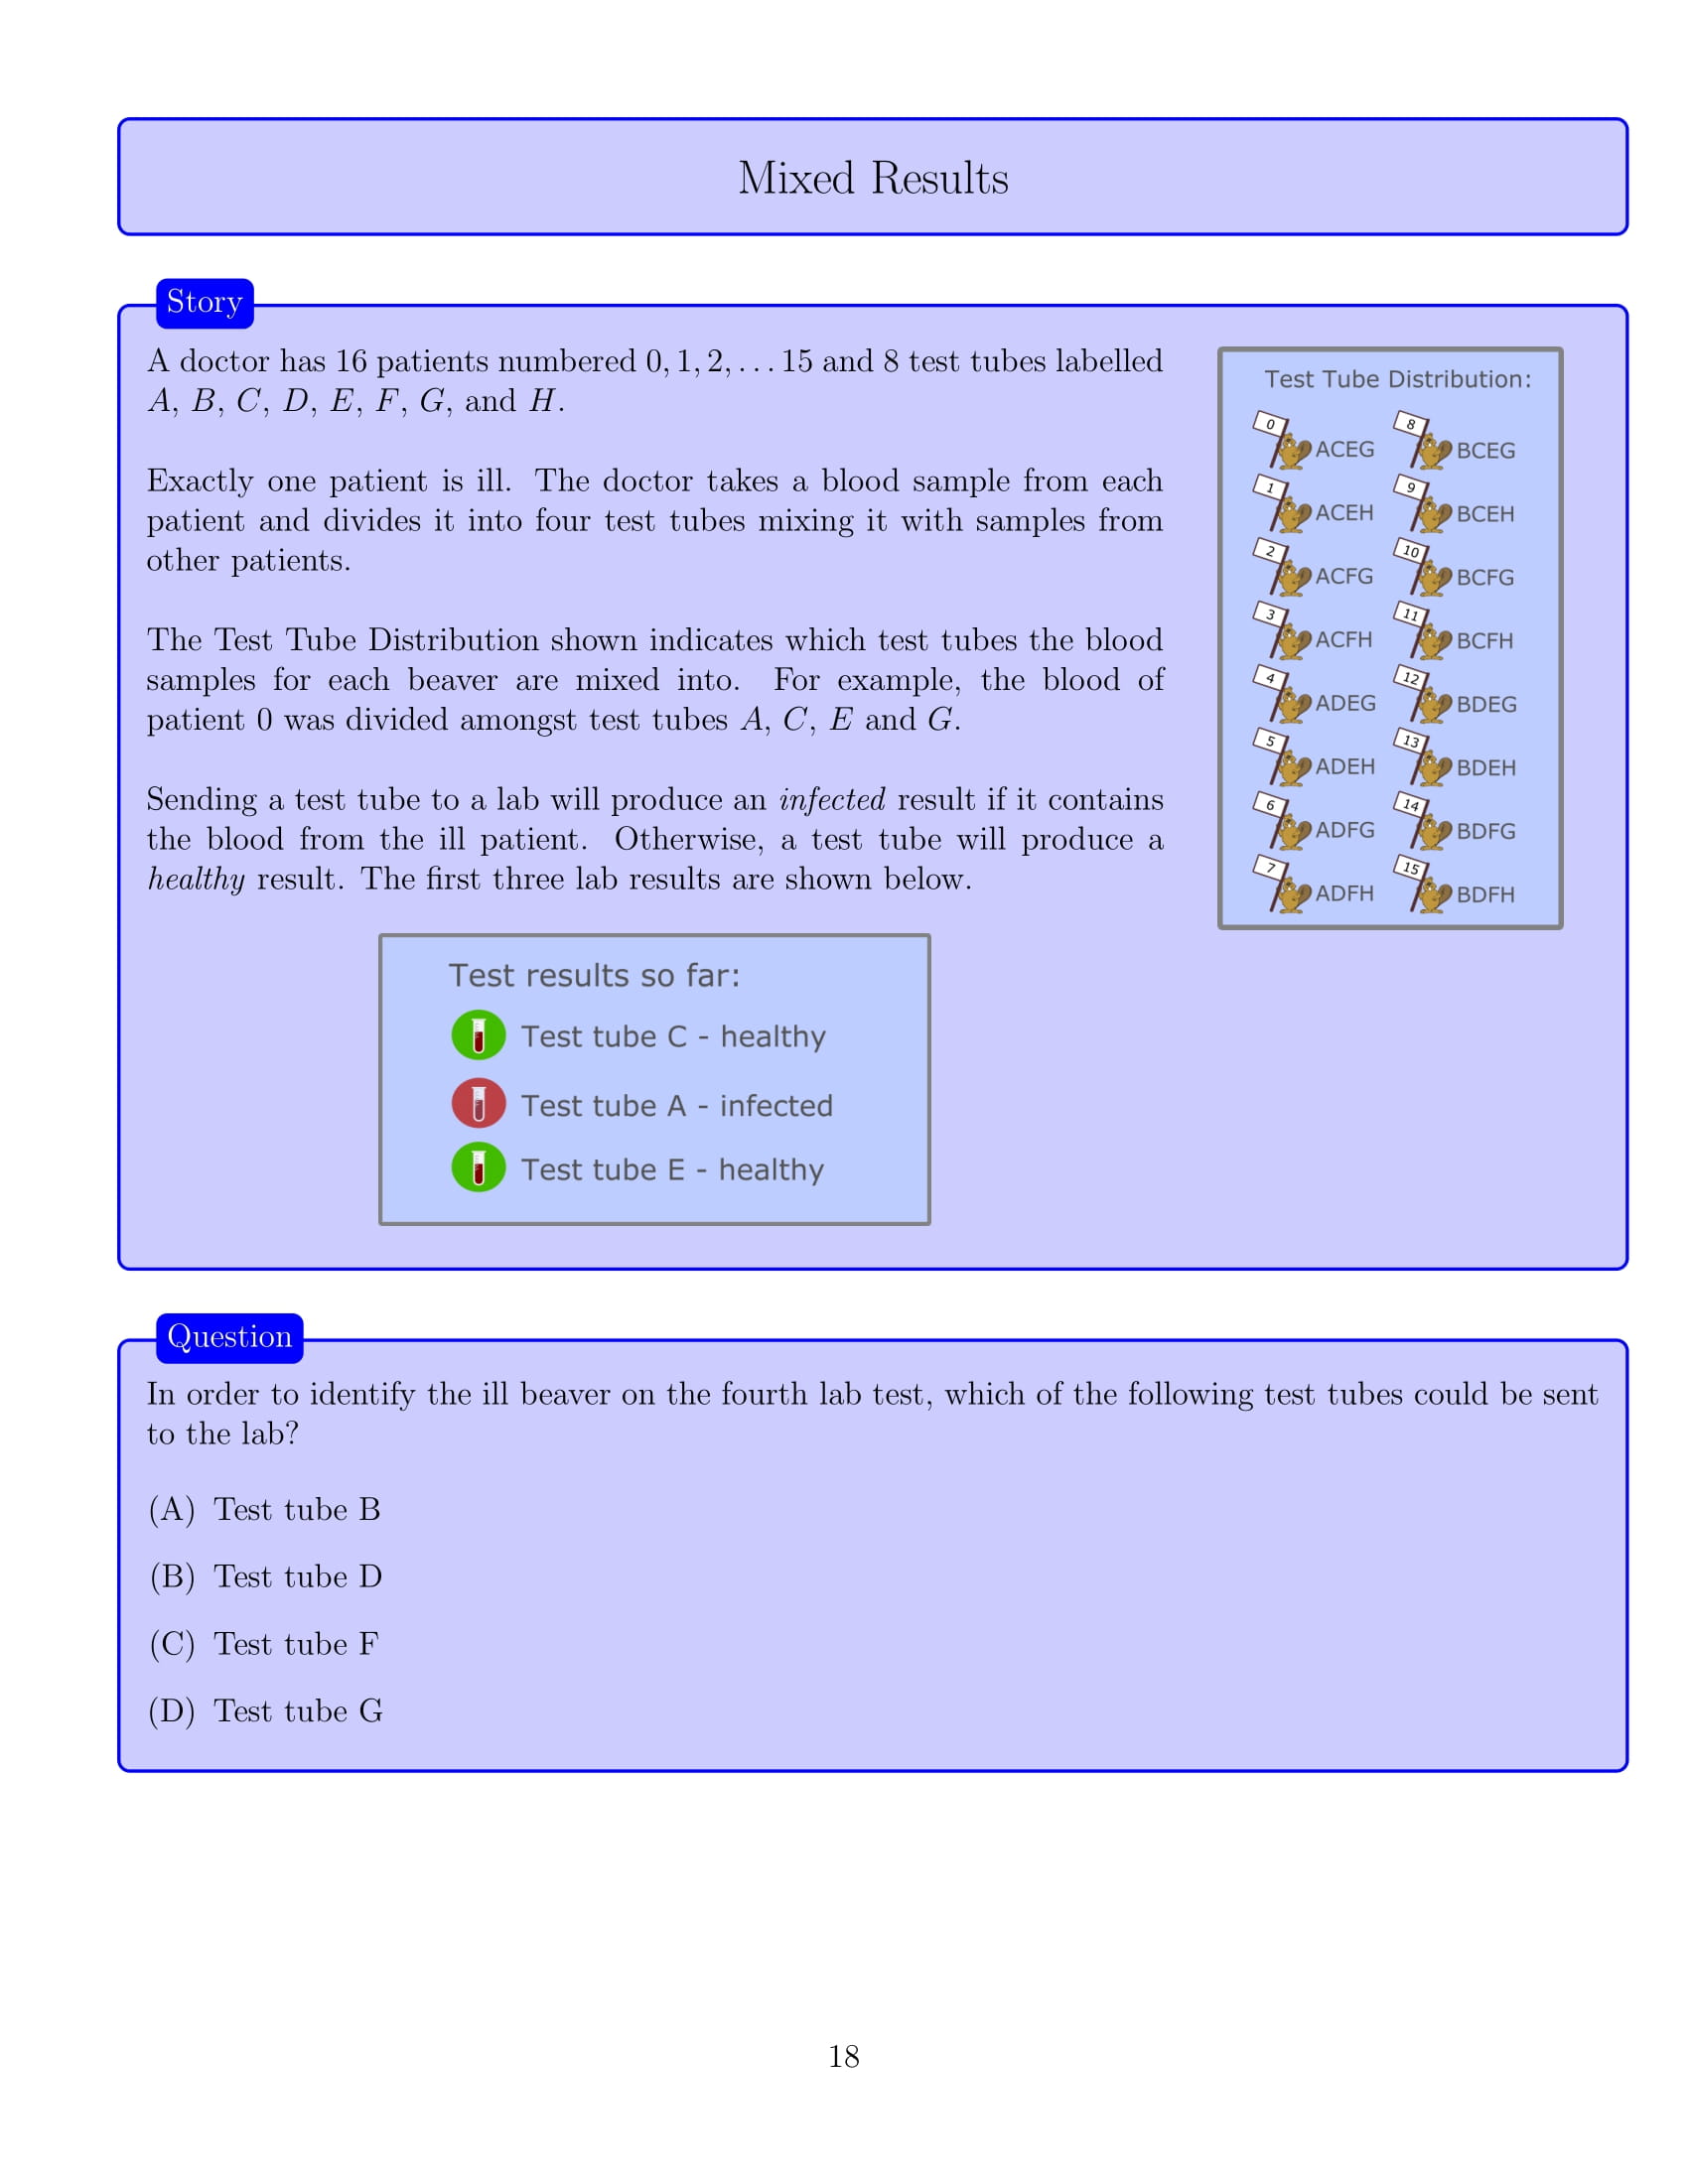 Mixed Results
Story
A doctor has 16 patients numbered 0, 1, 2, . . . 15 and 8 test tubes labelled
A, B, C, D, E, F, G, and H.
Exactly one patient is ill. The doctor takes a blood sample from each
patient and divides it into four test tubes mixing it with samples from
other patients.
The Test Tube Distribution shown indicates which test tubes the blood
samples for each beaver are mixed into. For example, the blood of
patient 0 was divided amongst test tubes A, C, E and G.
Sending a test tube to a lab will produce an infected result if it contains
the blood from the ill patient. Otherwise, a test tube will produce a
healthy result. The first three lab results are shown below.
Test Tube Distribution:
0 ACEG 8 BCEG
1 ACEH 9 BCEH
2 ACFG 10 BCFG
3 ACFH 11 BCFH
4 ADEG 12 BDEG
5 ADEH 13 BDEH
6 ADFG 14 BDFG
7 ADFH 15 BDFH
Test results so far:
Test tube C - healthy
Test tube A - infected
Test tube E - healthy
Question
In order to identify the ill beaver on the fourth lab test, which of the following test tubes could be sent
to the lab?
(A) Test tube B
(B) Test tube D
(C) Test tube F
(D) Test tube G
18